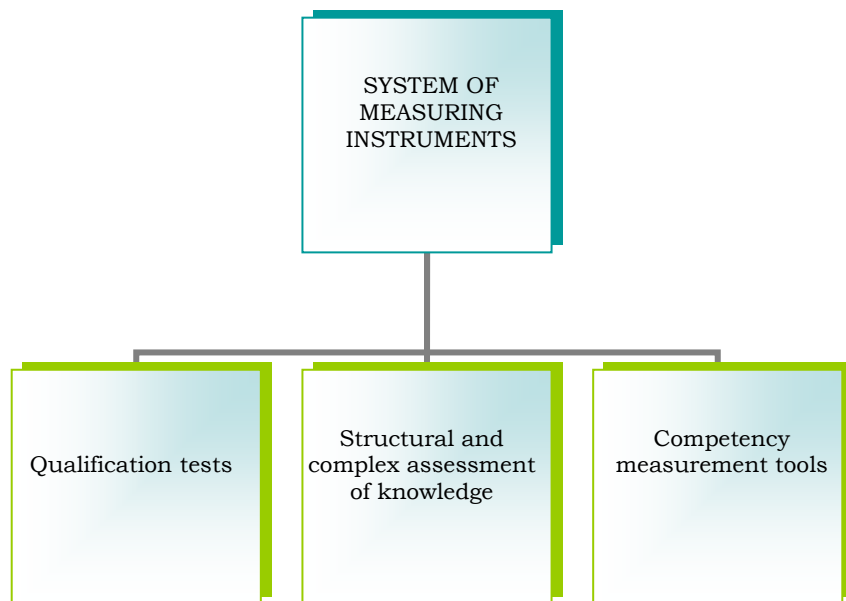 SYSTEM OF
MEASURING
INSTRUMENTS
Qualification tests
Structural and
complex assessment
of knowledge
Competency
measurement tools